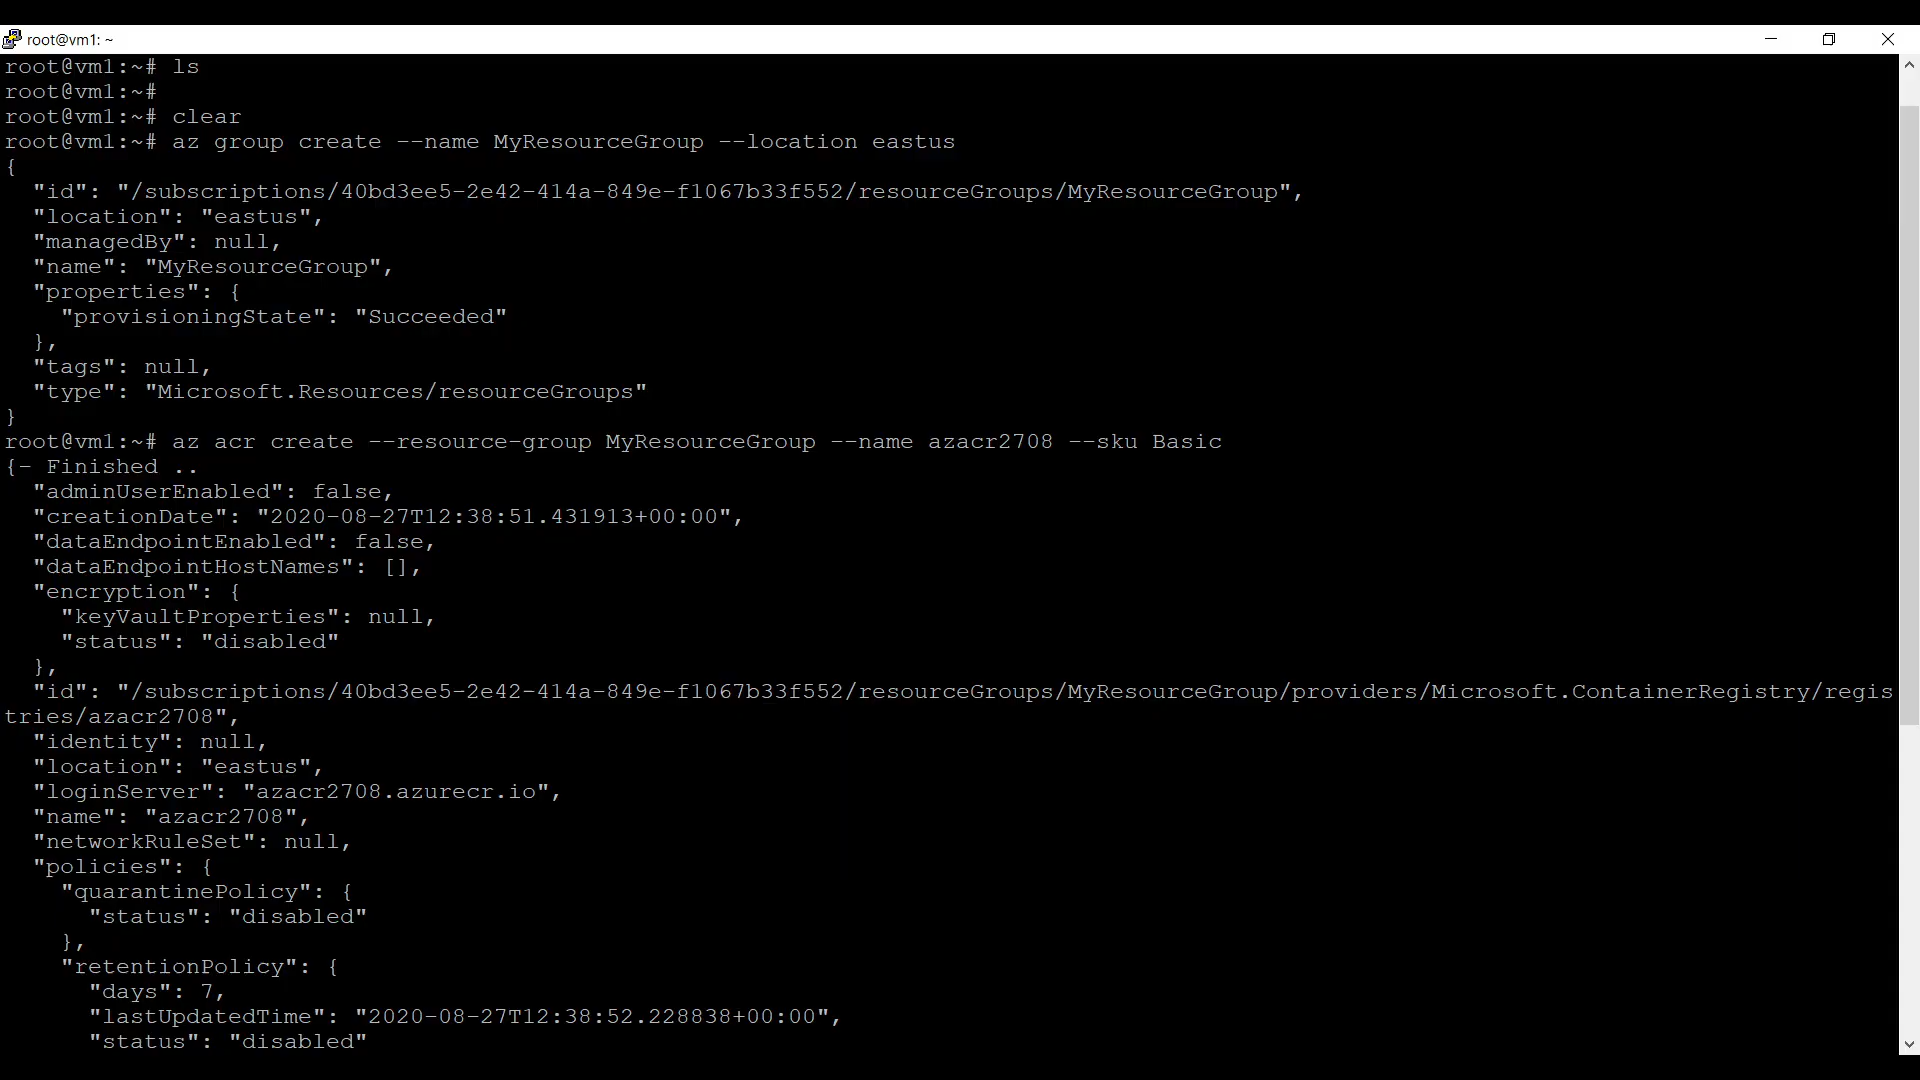 root@vm1: ~
root@vm1:~# ls
root@vm1:~#
root@vm1:~# clear
root@vm1:~# az group create --name MyResourceGroup --location eastus
{
  "id": "/subscriptions/40bd3ee5-2e42-414a-849e-f1067b33f552/resourceGroups/MyResourceGroup",
  "location": "eastus",
  "managedBy": null,
  "name": "MyResourceGroup",
  "properties": {
    "provisioningState": "Succeeded"
  },
  "tags": null,
  "type": "Microsoft.Resources/resourceGroups"
}
root@vm1:~# az acr create --resource-group MyResourceGroup --name azacr2708 --sku Basic
{- Finished ..
  "adminUserEnabled": false,
  "creationDate": "2020-08-27T12:38:51.431913+00:00",
  "dataEndpointEnabled": false,
  "dataEndpointHostNames": [],
  "encryption": {
    "keyVaultProperties": null,
    "status": "disabled"
  },
  "id": "/subscriptions/40bd3ee5-2e42-414a-849e-f1067b33f552/resourceGroups/MyResourceGroup/providers/Microsoft.ContainerRegistry/regis
tries/azacr2708",
  "identity": null,
  "location": "eastus",
  "loginServer": "azacr2708.azurecr.io",
  "name": "azacr2708",
  "networkRuleSet": null,
  "policies": {
    "quarantinePolicy": {
      "status": "disabled"
    },
    "retentionPolicy": {
      "days": 7,
      "lastUpdatedTime": "2020-08-27T12:38:52.228838+00:00",
      "status": "disabled"